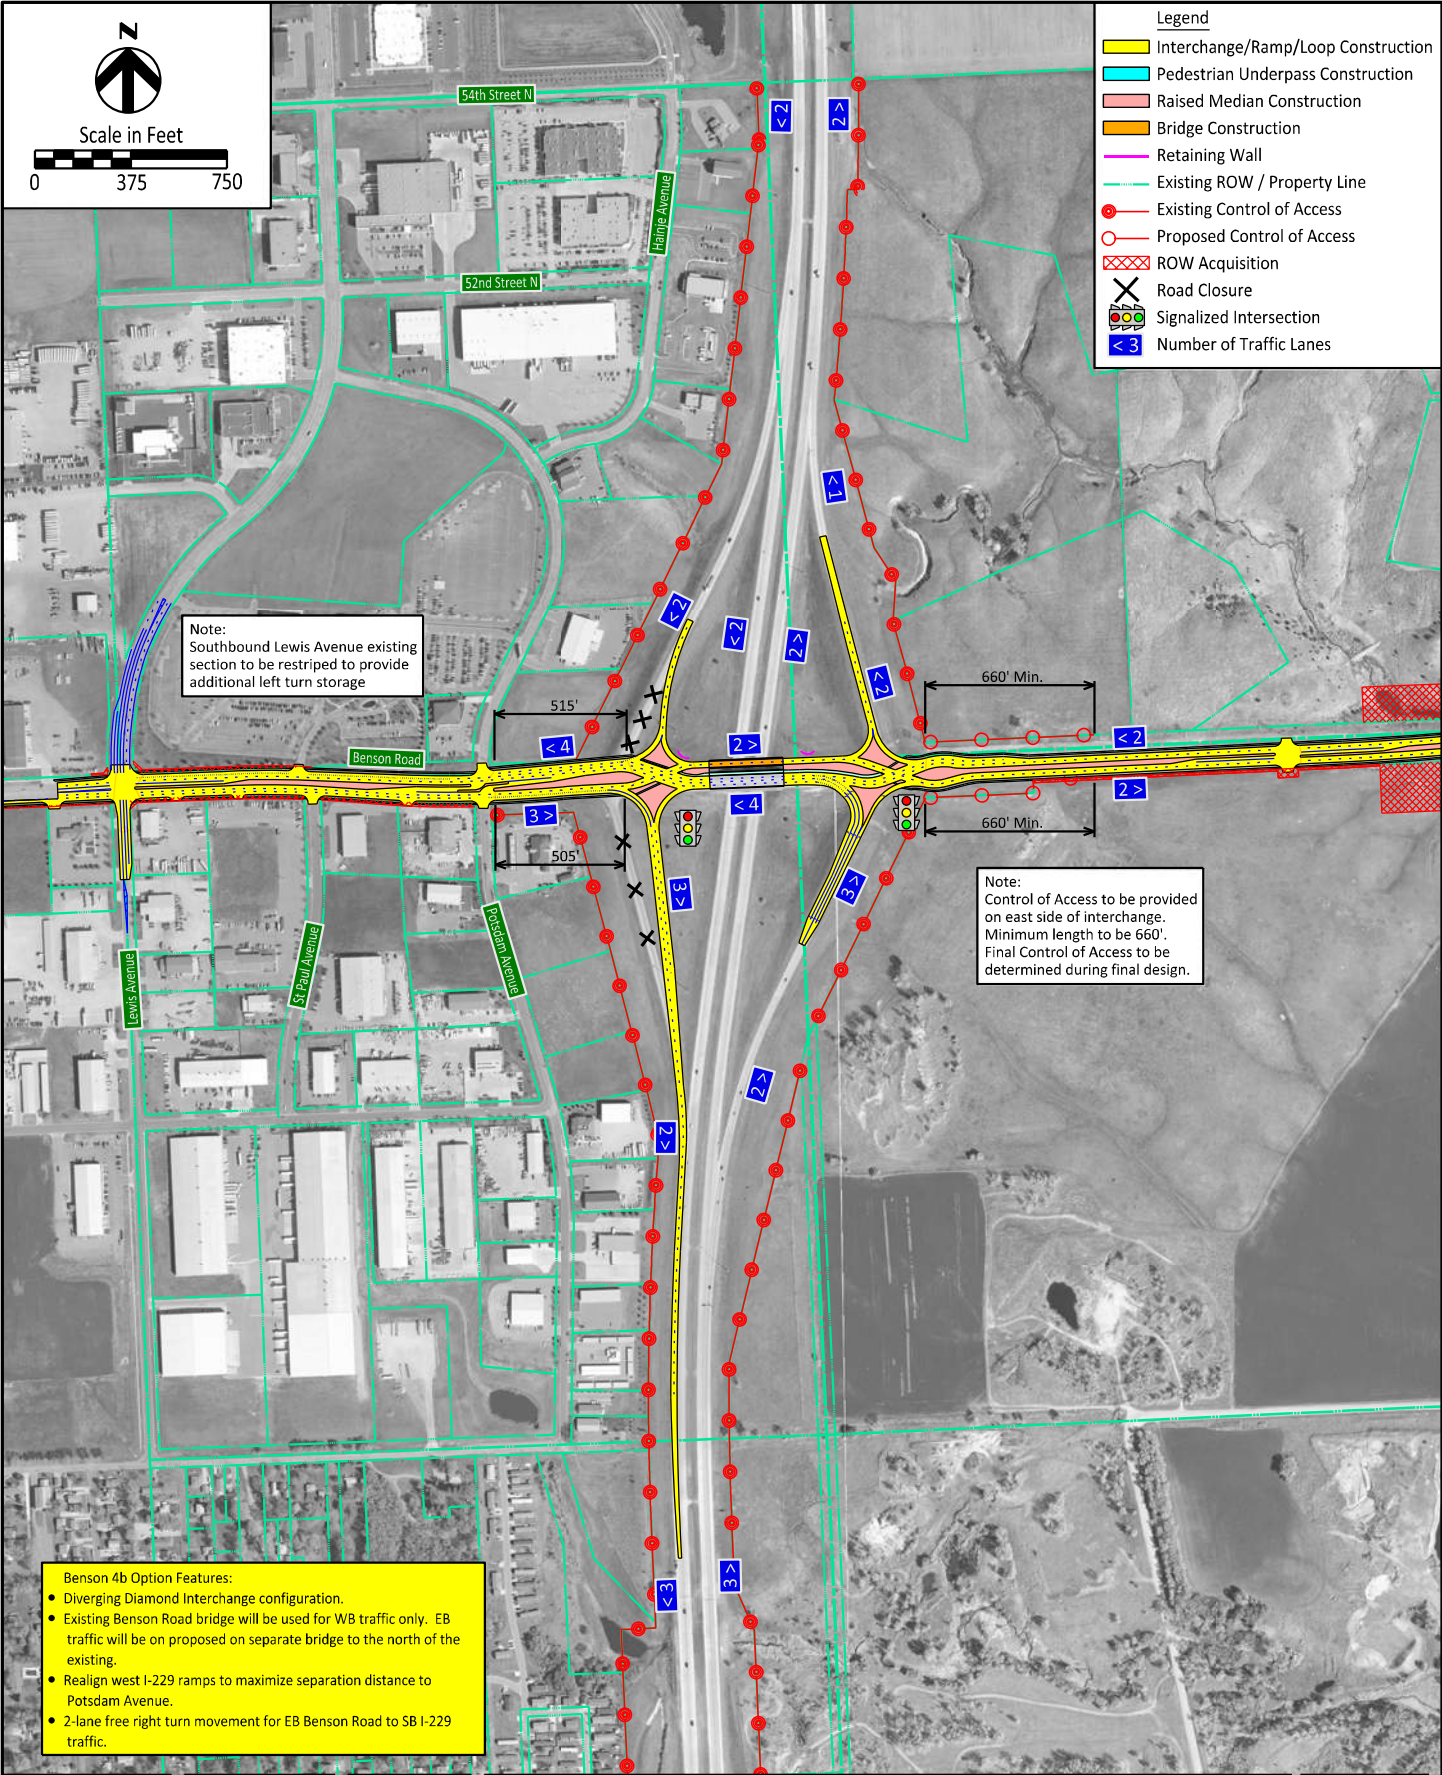 N
Scale in Feet
0 375 750
Legend
Interchange/Ramp/Loop Construction
Pedestrian Underpass Construction
Raised Median Construction
Bridge Construction
Retaining Wall
Existing ROW / Property Line
Existing Control of Access
Proposed Control of Access
ROW Acquisition
Road Closure
Signalized Intersection
< 3 Number of Traffic Lanes
54th Street N
< 2
2 >
Hainje Avenue
52nd Street N
< 1
< 2
< 2
2 >
< 2
Note:
Southbound Lewis Avenue existing
section to be restriped to provide
additional left turn storage
515'
660' Min.
< 4
2 >
< 2
Benson Road
3 >
< 4
2 >
505'
660' Min.
3 >
3 >
Note:
Control of Access to be provided
on east side of interchange.
Minimum length to be 660'.
Final Control of Access to be
determined during final design.
Lewis Avenue
St Paul Avenue
Potsdam Avenue
2 >
2 >
< 3
3 >
Benson 4b Option Features:
• Diverging Diamond Interchange configuration.
• Existing Benson Road bridge will be used for WB traffic only. EB
traffic will be on proposed on separate bridge to the north of the
existing.
• Realign west I-229 ramps to maximize separation distance to
Potsdam Avenue.
• 2-lane free right turn movement for EB Benson Road to SB I-229
traffic.